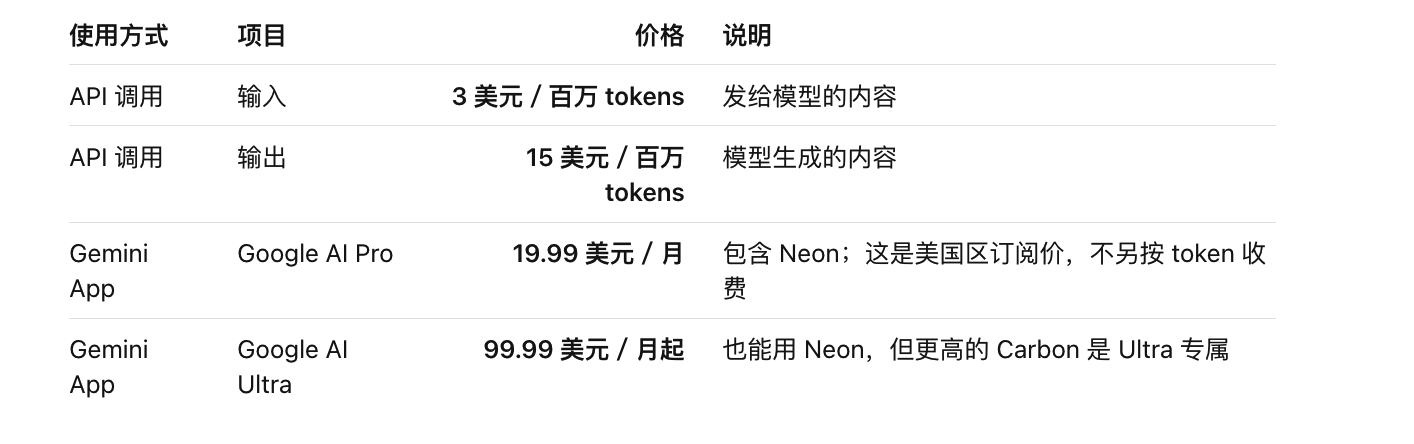 使用方式 项目 价格 说明
API 调用 输入 3 美元 / 百万 tokens 发给模型的内容
API 调用 输出 15 美元 / 百万 模型生成的内容
tokens
Gemini Google AI Pro 19.99 美元 / 月 包含 Neon；这是美国区订阅价，不另按 token 收
App 费
Gemini Google AI 99.99 美元 / 月起 也能用 Neon，但更高的 Carbon 是 Ultra 专属
App Ultra